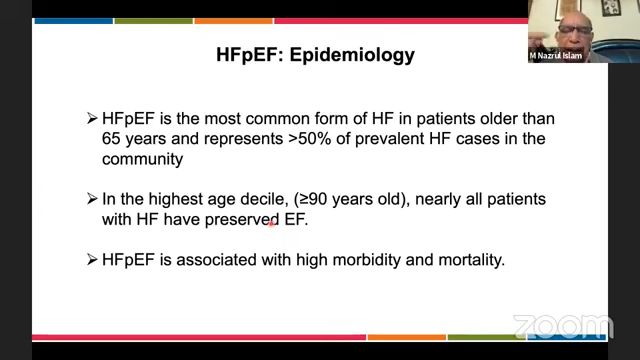 HFpEF: Epidemiology
M Nazrul Islam
➢ HFpEF is the most common form of HF in patients older than
65 years and represents >50% of prevalent HF cases in the
community
➢ In the highest age decile, (≥90 years old), nearly all patients
with HF have preserved EF.
➢ HFpEF is associated with high morbidity and mortality.
zoom